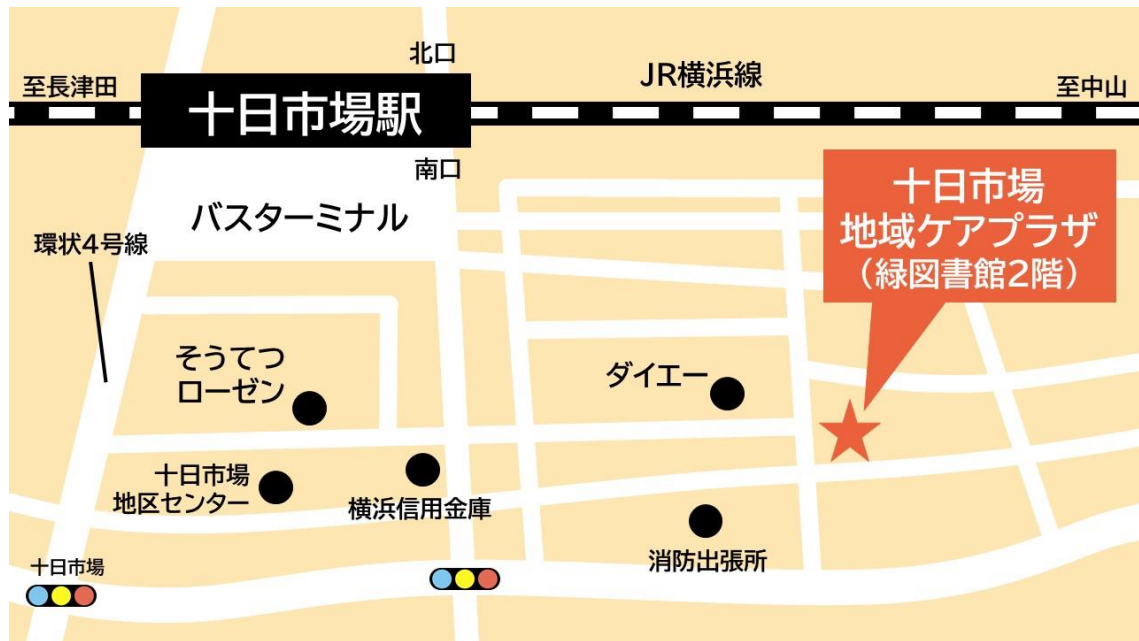 北口
JR横浜線
至長津田
至中山
十日市場駅
南口
十日市場
地域ケアプラザ
(緑図書館2階)
バスターミナル
環状4号線
そうてつ
ローゼン
ダイエー
十日市場
地区センター
横浜信用金庫
消防出張所
十日市場